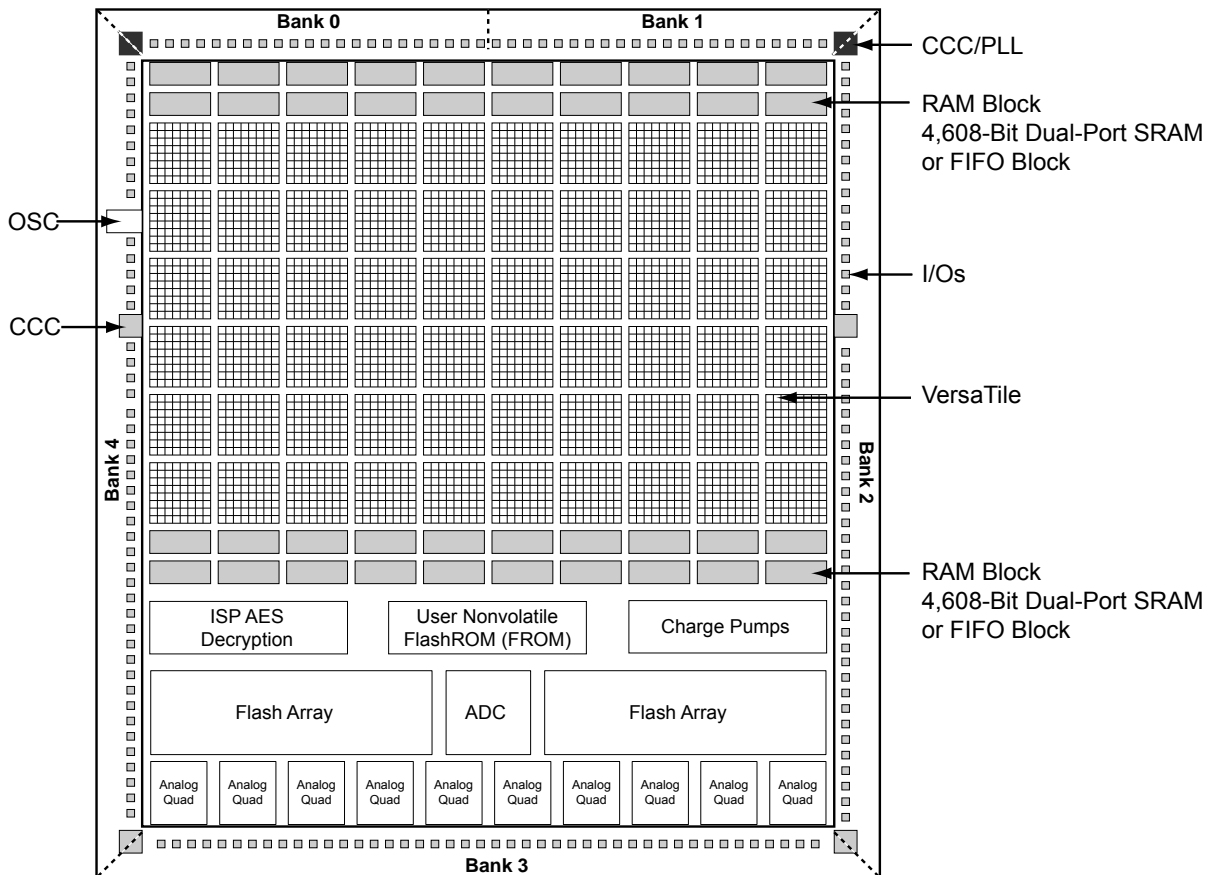 Bank 0
Bank 1
CCC/PLL
RAM Block
4,608-Bit Dual-Port SRAM
or FIFO Block
OSC
I/Os
CCC
VersaTile
Bank 4
Bank 2
RAM Block
4,608-Bit Dual-Port SRAM
or FIFO Block
ISP AES
Decryption
User Nonvolatile
FlashROM (FROM)
Charge Pumps
Flash Array
ADC
Flash Array
Analog
Quad
Analog
Quad
Analog
Quad
Analog
Quad
Analog
Quad
Analog
Quad
Analog
Quad
Analog
Quad
Analog
Quad
Analog
Quad
Bank 3